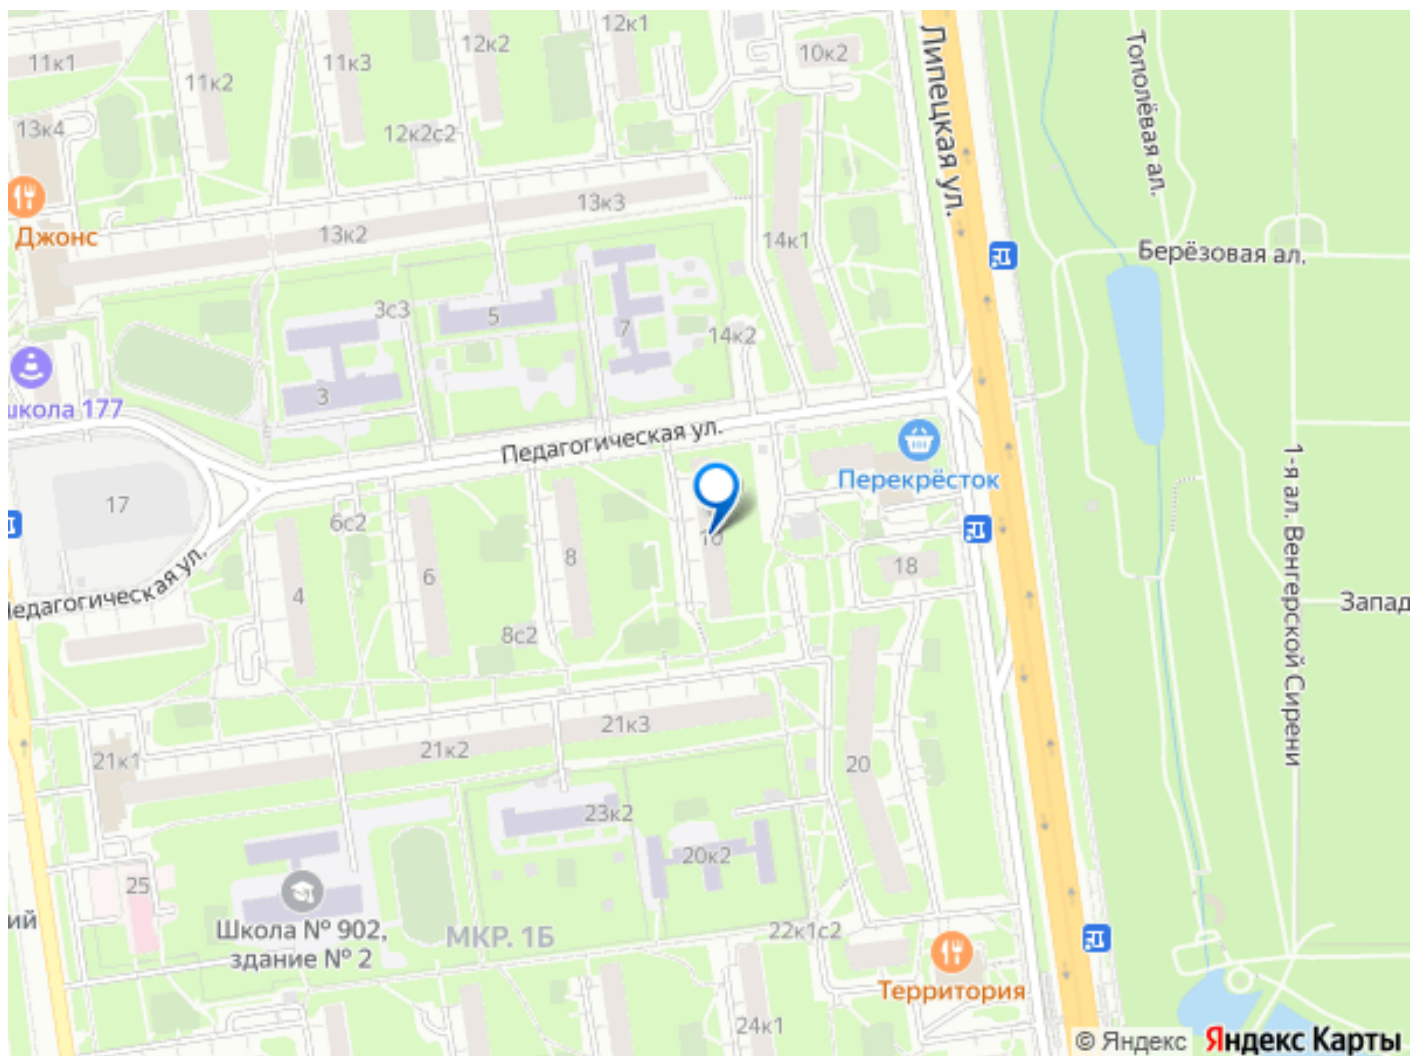 12к1
12к2
11к1
11к3
10к2
11к2
13к4
12к2с2
Липецкая ул.
Тополёвая ал.
Джонс
13к2
13к3
14к1
Берёзовая ал.
3с3
5
7
14к2
3
школа 177
Педагогическая ул.
Перекрёсток
17
6с2
10
8
18
6
4
Педагогическая ул.
8с2
Запад
1-я ал. Венгерской Сирени
21к3
21к2
21к1
20
23к2
20к2
25
ий
Школа № 902,
здание № 2
МКР. 1Б
22к1с2
Территория
24к1
© Яндекс Яндекс Карты